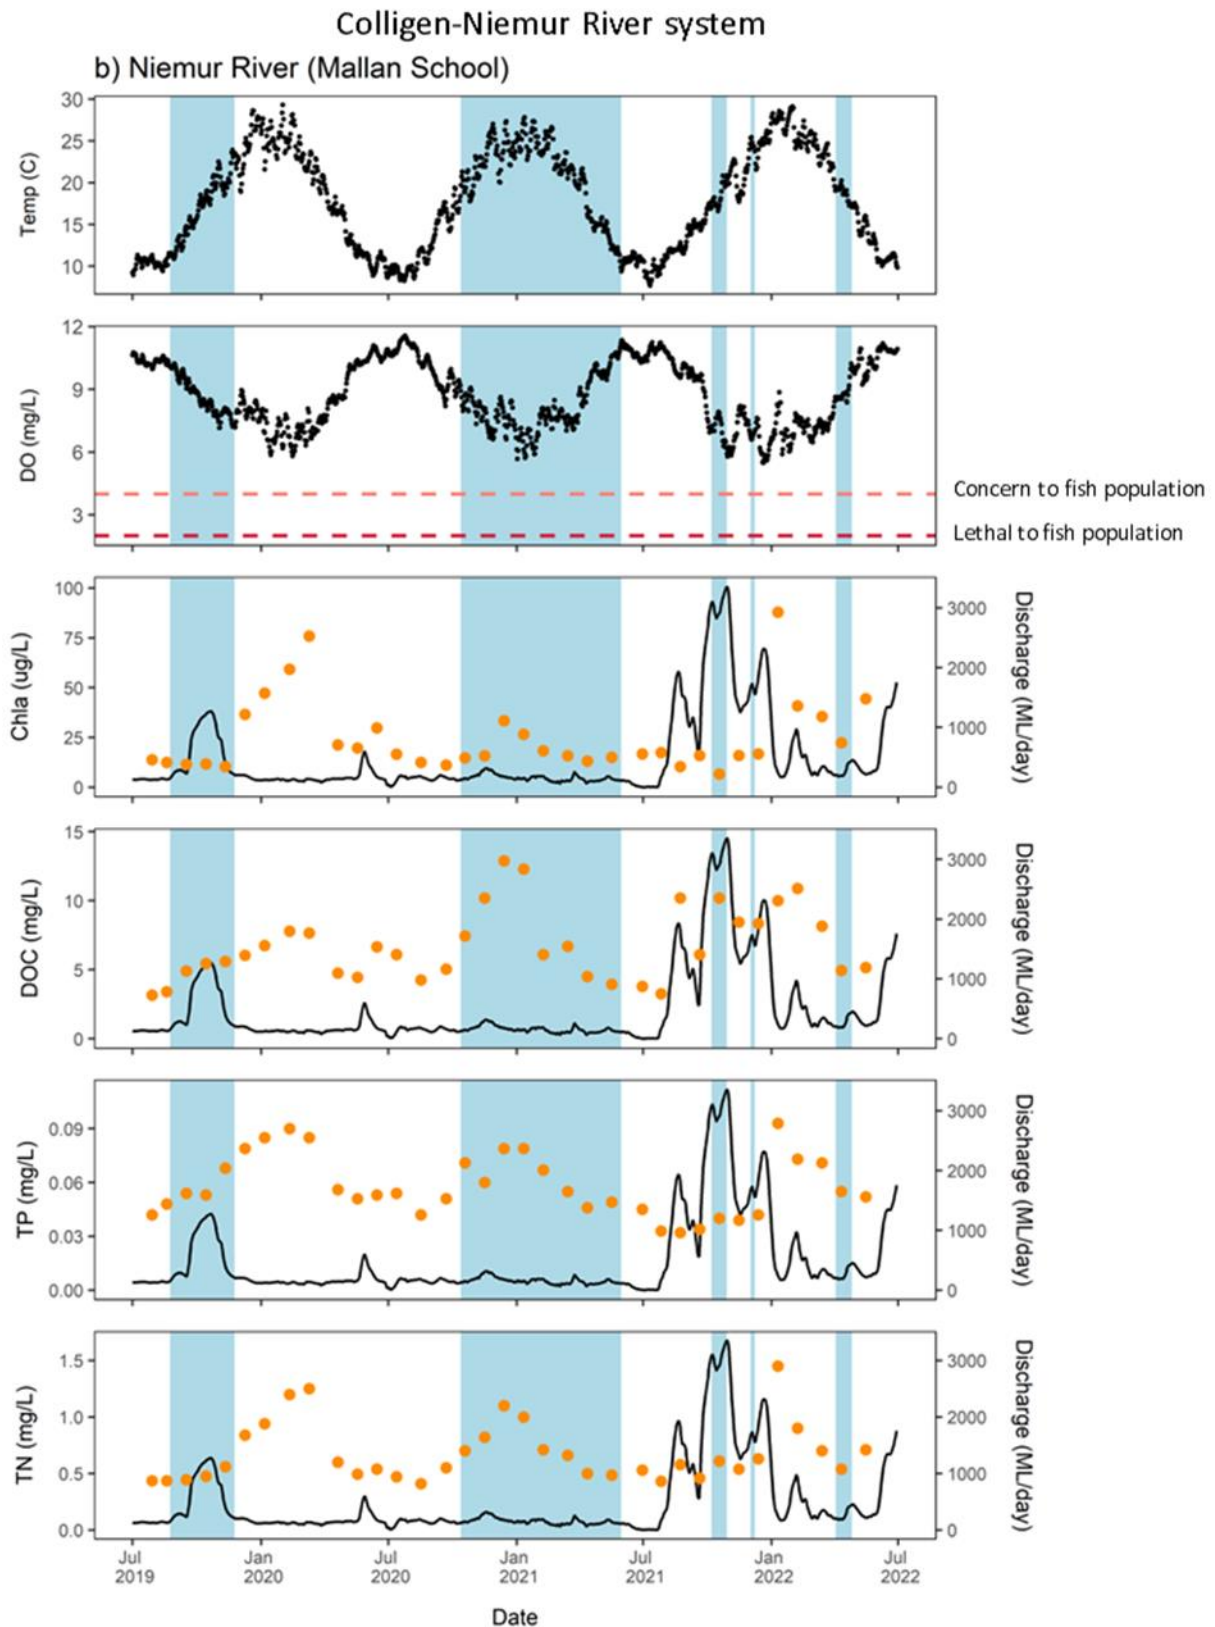 Colligen-Niemur River system
b) Niemur River (Mallan School)
Temp (C)
30
25
20
15
10
DO (mg/L)
12
9
6
3
Concern to fish population
Lethal to fish population
Chla (ug/L)
100
75
50
25
0
3000
2000
1000
0
Discharge (ML/day)
DOC (mg/L)
15
10
5
0
3000
2000
1000
0
Discharge (ML/day)
TP (mg/L)
0.09
0.06
0.03
0.00
3000
2000
1000
0
Discharge (ML/day)
TN (mg/L)
1.5
1.0
0.5
0.0
3000
2000
1000
0
Discharge (ML/day)
Jul Jan Jul Jan Jul Jan Jul
2019 2020 2020 2021 2021 2022 2022
Date